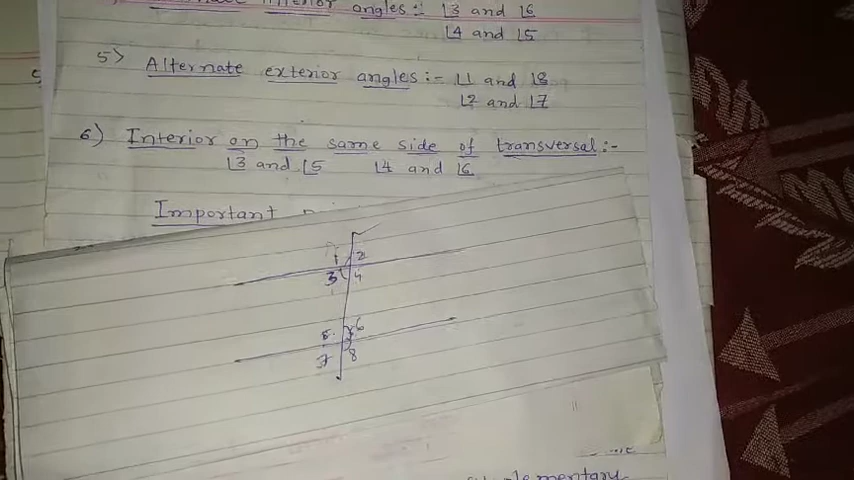 angles :- ∠3 and ∠6
∠4 and ∠5
5) Alternate exterior angles :- ∠1 and ∠8
∠2 and ∠7
6) Interior on the same side of transversal :-
∠3 and ∠5 ∠4 and ∠6
Important
1 2
3 4
5 6
7 8